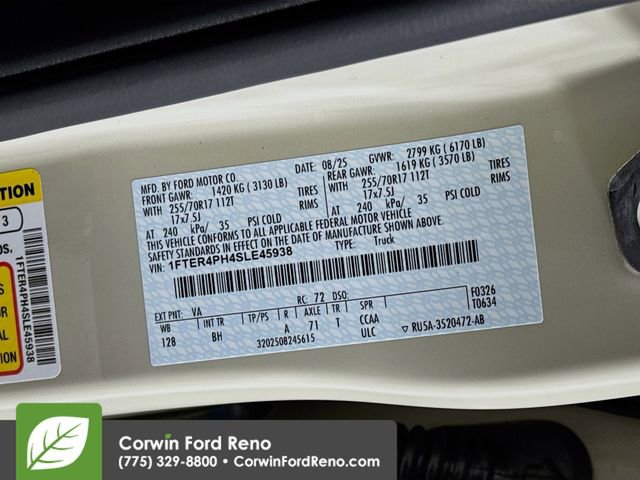 MFD. BY FORD MOTOR CO.
08/25
GVWR: 2799 KG ( 6170 LB)
FRONT GAWR: 1420 KG ( 3130 LB)
REAR GAWR: 1619 KG ( 3570 LB)
WITH 255/70R17 112T TIRES
WITH 255/70R17 112T TIRES
17x7.5J RIMS
17x7.5J RIMS
AT 240 kPa/ 35 PSI COLD
AT 240 kPa/ 35 PSI COLD
THIS VEHICLE CONFORMS TO ALL APPLICABLE FEDERAL MOTOR VEHICLE
SAFETY STANDARDS IN EFFECT ON THE DATE OF MANUFACTURE SHOWN ABOVE.
VIN: 1FTER4PH4SLE45938
TYPE: Truck
EXT PNT: VA RC: 72 DSO: F0326
WB INT TR TP/PS R AXLE TR SPR T0634
128 BH A 71 T CCAA
ULC
3202508245615
RU5A-3520472-AB
TION
3
DS.
1FTER4PH4SLE45938
OR
AL
R
Corwin Ford Reno
(775) 329-8800 • CorwinFordReno.com